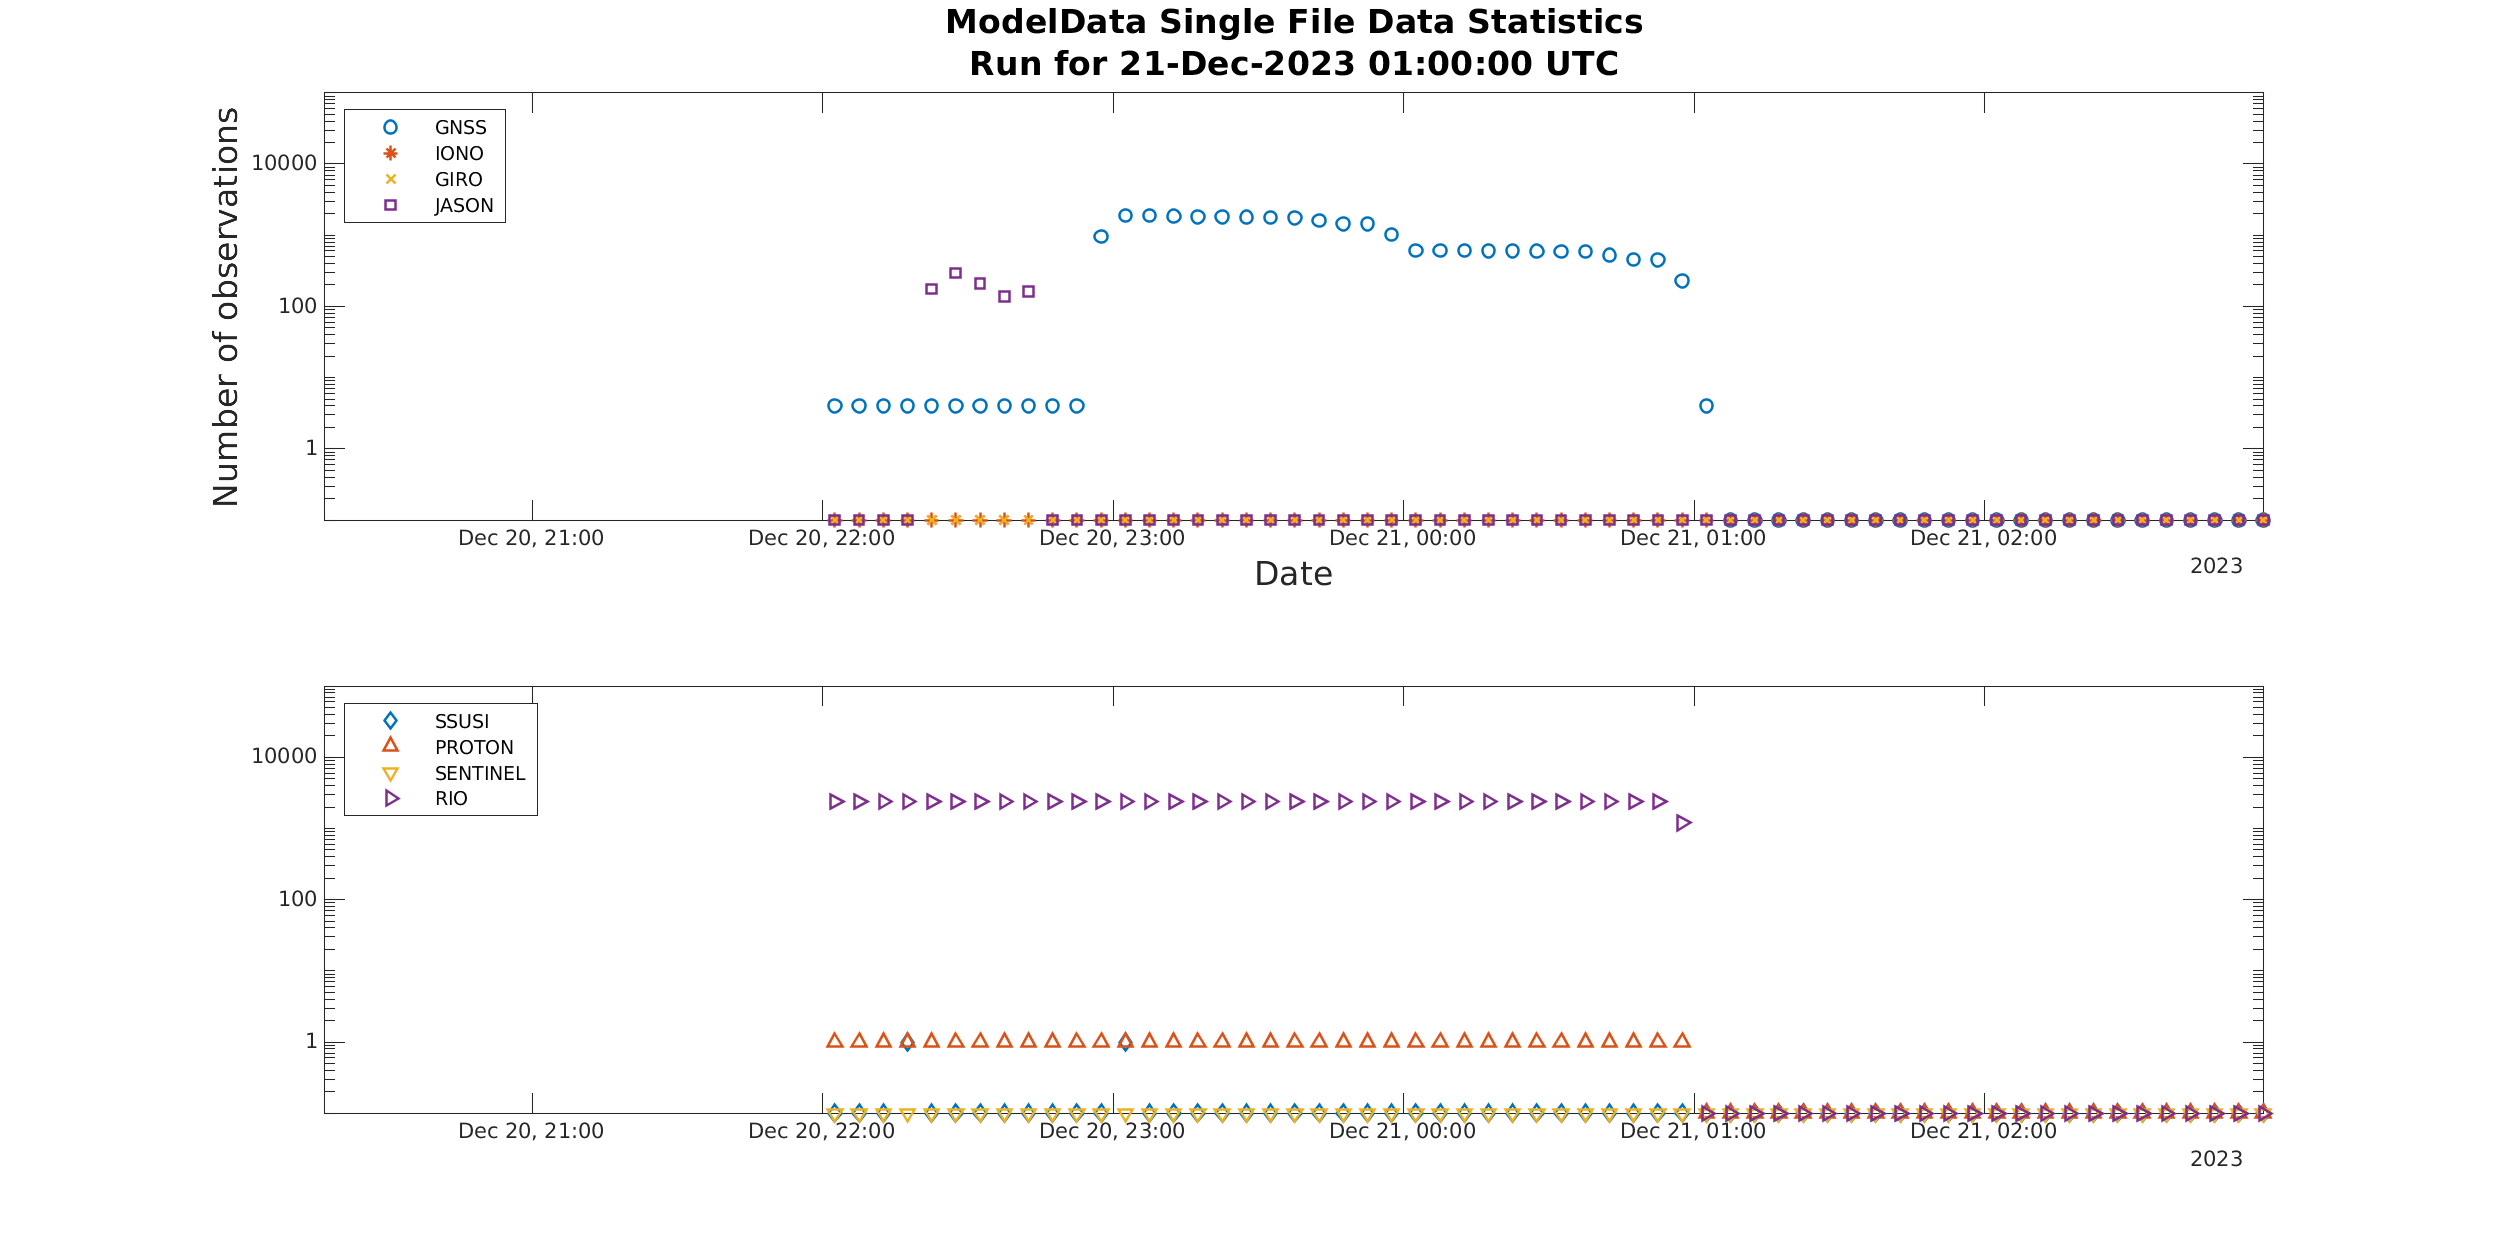 ModelData Single File Data Statistics
Run for 21-Dec-2023 01:00:00 UTC
GNSS
IONO
GIRO
JASON
Number of observations
10000
100
1
Dec 20, 21:00 Dec 20, 22:00 Dec 20, 23:00 Dec 21, 00:00 Dec 21, 01:00 Dec 21, 02:00
2023
Date
SSUSI
PROTON
SENTINEL
RIO
10000
100
1
Dec 20, 21:00 Dec 20, 22:00 Dec 20, 23:00 Dec 21, 00:00 Dec 21, 01:00 Dec 21, 02:00
2023